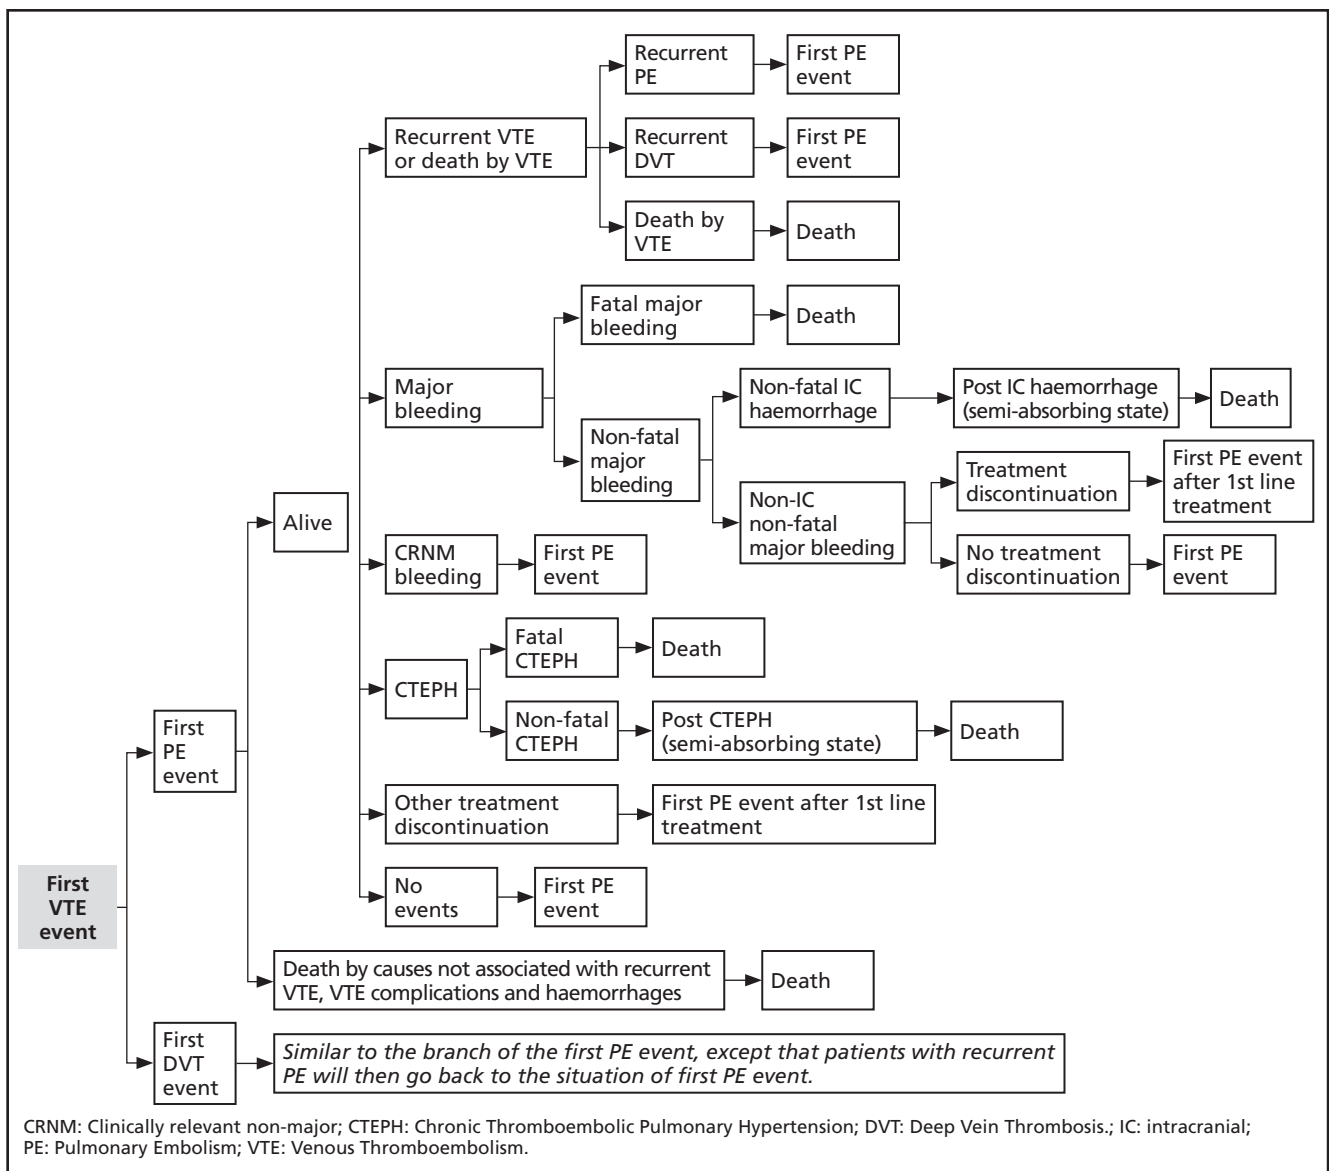 Recurrent
PE
First PE
event
Recurrent VTE
or death by VTE
Recurrent
DVT
First PE
event
Death by
VTE
Death
Fatal major
bleeding
Death
Major
bleeding
Non-fatal
major
bleeding
Non-fatal IC
haemorrhage
Post IC haemorrhage
(semi-absorbing state)
Death
Non-IC
non-fatal
major bleeding
Treatment
discontinuation
First PE event
after 1st line
treatment
No treatment
discontinuation
First PE
event
Alive
CRNM
bleeding
First PE
event
CTEPH
Fatal
CTEPH
Death
Non-fatal
CTEPH
Post CTEPH
(semi-absorbing state)
Death
First
PE
event
Other treatment
discontinuation
First PE event after 1st line
treatment
No
events
First PE
event
First
VTE
event
Death by causes not associated with recurrent
VTE, VTE complications and haemorrhages
Death
First
DVT
event
Similar to the branch of the first PE event, except that patients with recurrent
PE will then go back to the situation of first PE event.
CRNM: Clinically relevant non-major; CTEPH: Chronic Thromboembolic Pulmonary Hypertension; DVT: Deep Vein Thrombosis.; IC: intracranial;
PE: Pulmonary Embolism; VTE: Venous Thromboembolism.